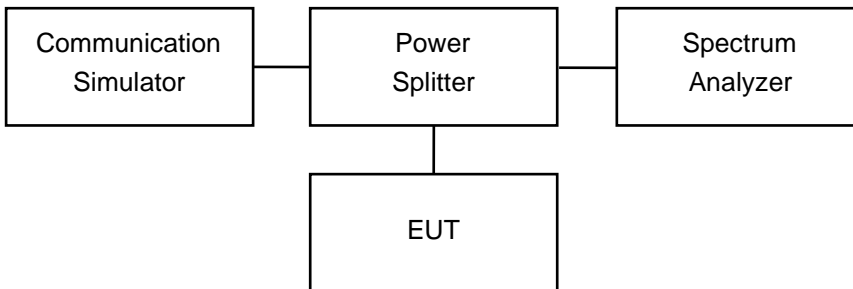 Communication
Simulator
Power
Splitter
Spectrum
Analyzer
EUT